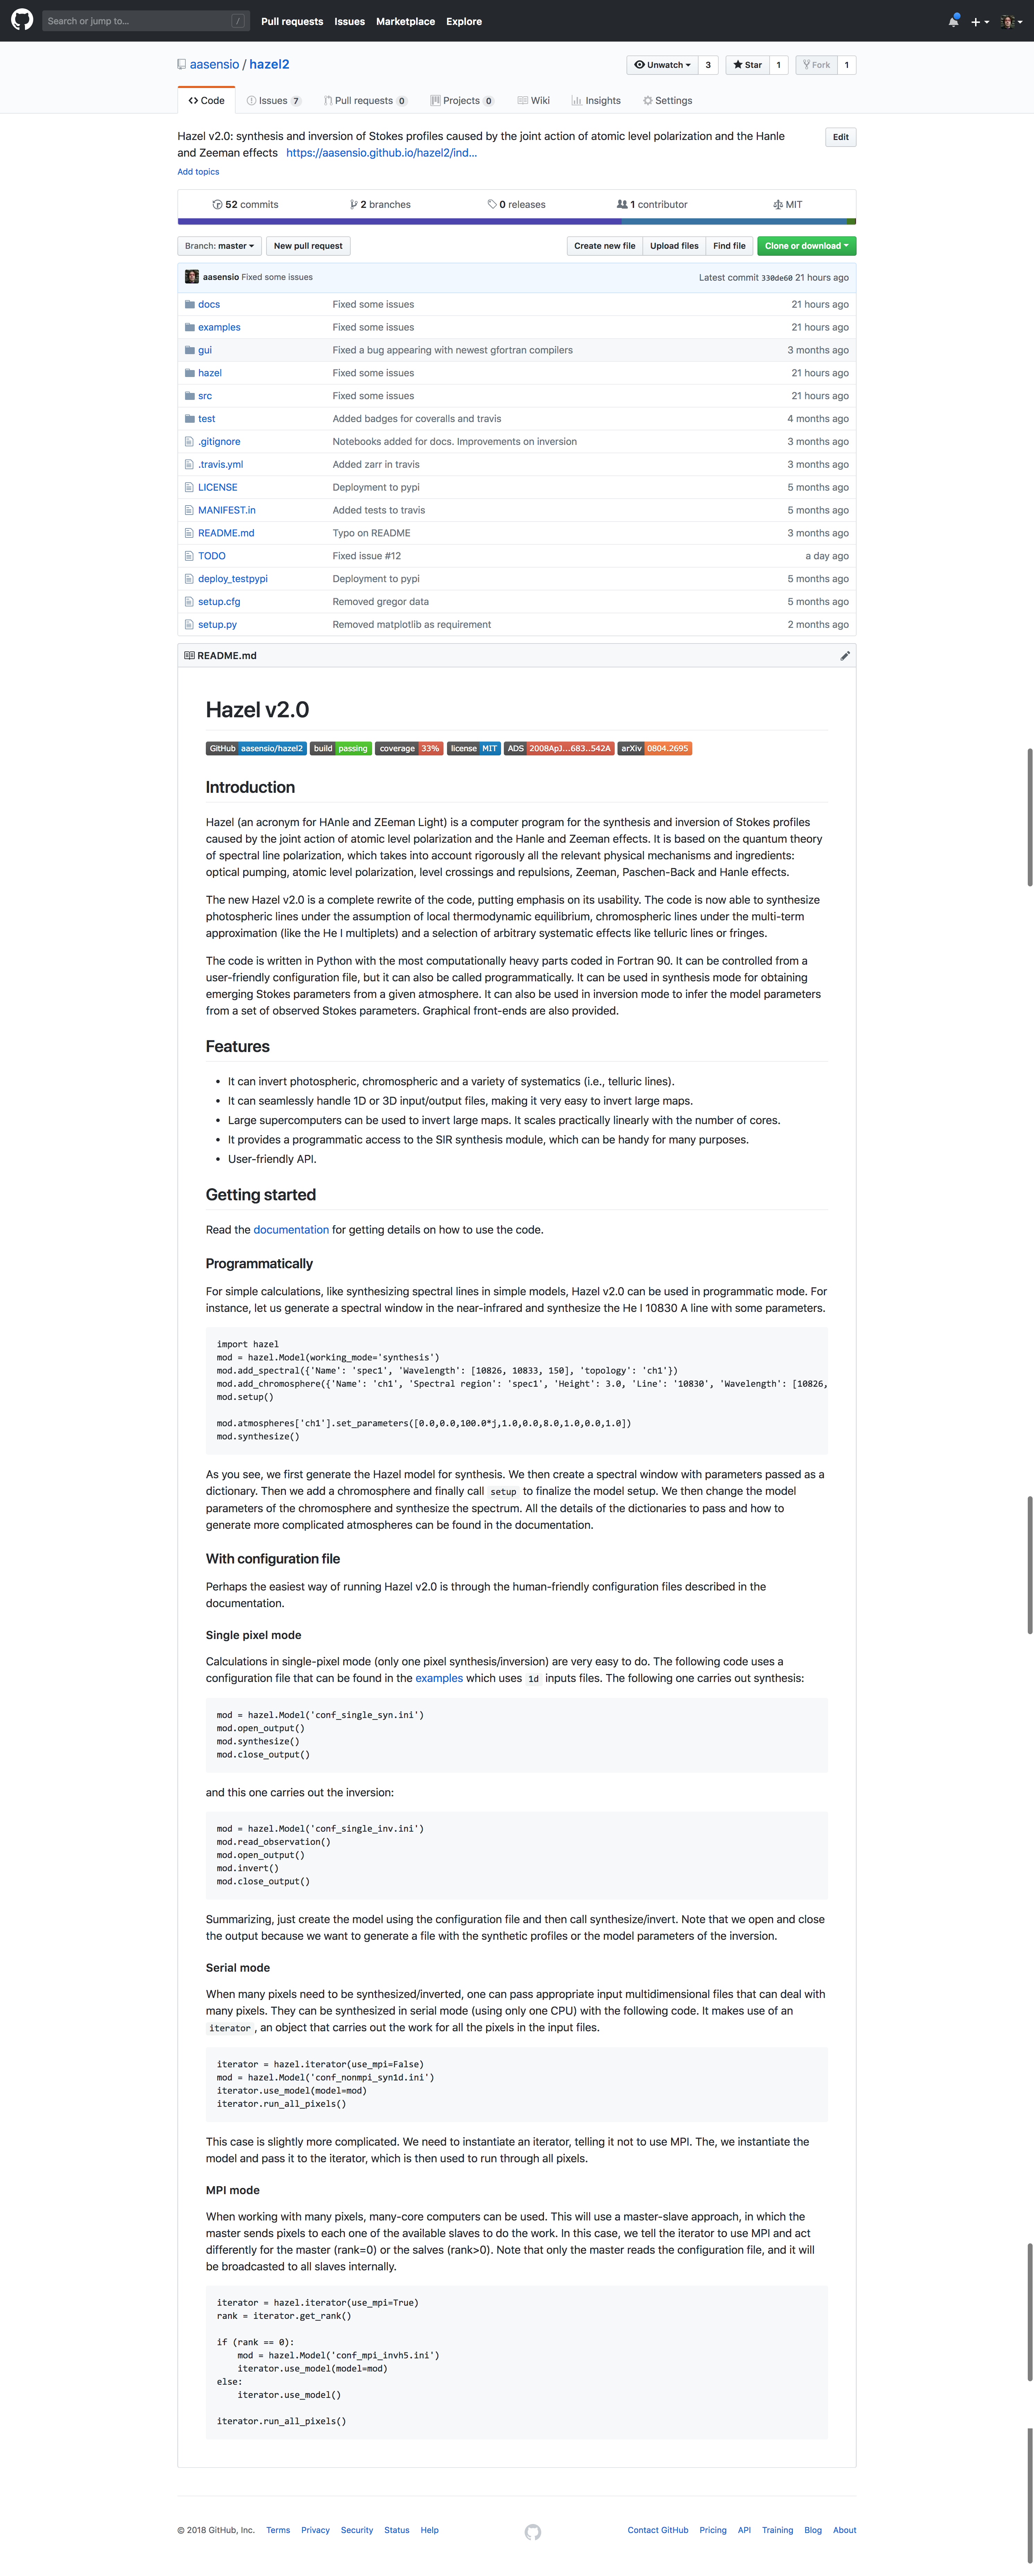 Search or jump to... / Pull requests Issues Marketplace Explore
aasensio / hazel2 Unwatch 3 Star 1 Fork 1
Code Issues 7 Pull requests 0 Projects 0 Wiki Insights Settings
Hazel v2.0: synthesis and inversion of Stokes profiles caused by the joint action of atomic level polarization and the Hanle Edit
and Zeeman effects https://aasensio.github.io/hazel2/ind...
Add topics
52 commits 2 branches 0 releases 1 contributor MIT
Branch: master New pull request Create new file Upload files Find file Clone or download
aasensio Fixed some issues Latest commit 330de60 21 hours ago
docs Fixed some issues 21 hours ago
examples Fixed some issues 21 hours ago
gui Fixed a bug appearing with newest gfortran compilers 3 months ago
hazel Fixed some issues 21 hours ago
src Fixed some issues 21 hours ago
test Added badges for coveralls and travis 4 months ago
.gitignore Notebooks added for docs. Improvements on inversion 3 months ago
.travis.yml Added zarr in travis 3 months ago
LICENSE Deployment to pypi 5 months ago
MANIFEST.in Added tests to travis 5 months ago
README.md Typo on README 3 months ago
TODO Fixed issue #12 a day ago
deploy_testpypi Deployment to pypi 5 months ago
setup.cfg Removed gregor data 5 months ago
setup.py Removed matplotlib as requirement 2 months ago
README.md
Hazel v2.0
GitHub aasensio/hazel2 build passing coverage 33% license MIT ADS 2008ApJ...683..542A arXiv 0804.2695
Introduction
Hazel (an acronym for HAnle and ZEeman Light) is a computer program for the synthesis and inversion of Stokes profiles
caused by the joint action of atomic level polarization and the Hanle and Zeeman effects. It is based on the quantum theory
of spectral line polarization, which takes into account rigorously all the relevant physical mechanisms and ingredients:
optical pumping, atomic level polarization, level crossings and repulsions, Zeeman, Paschen-Back and Hanle effects.
The new Hazel v2.0 is a complete rewrite of the code, putting emphasis on its usability. The code is now able to synthesize
photospheric lines under the assumption of local thermodynamic equilibrium, chromospheric lines under the multi-term
approximation (like the He I multiplets) and a selection of arbitrary systematic effects like telluric lines or fringes.
The code is written in Python with the most computationally heavy parts coded in Fortran 90. It can be controlled from a
user-friendly configuration file, but it can also be called programmatically. It can be used in synthesis mode for obtaining
emerging Stokes parameters from a given atmosphere. It can also be used in inversion mode to infer the model parameters
from a set of observed Stokes parameters. Graphical front-ends are also provided.
Features
• It can invert photospheric, chromospheric and a variety of systematics (i.e., telluric lines).
• It can seamlessly handle 1D or 3D input/output files, making it very easy to invert large maps.
• Large supercomputers can be used to invert large maps. It scales practically linearly with the number of cores.
• It provides a programmatic access to the SIR synthesis module, which can be handy for many purposes.
• User-friendly API.
Getting started
Read the documentation for getting details on how to use the code.
Programmatically
For simple calculations, like synthesizing spectral lines in simple models, Hazel v2.0 can be used in programmatic mode. For
instance, let us generate a spectral window in the near-infrared and synthesize the He I 10830 A line with some parameters.
import hazel
mod = hazel.Model(working_mode='synthesis')
mod.add_spectral({'Name': 'spec1', 'Wavelength': [10826, 10833, 150], 'topology': 'ch1'})
mod.add_chromosphere({'Name': 'ch1', 'Spectral region': 'spec1', 'Height': 3.0, 'Line': '10830', 'Wavelength': [10826,
mod.setup()
mod.atmospheres['ch1'].set_parameters([0.0,0.0,100.0*j,1.0,0.0,8.0,1.0,0.0,1.0])
mod.synthesize()
As you see, we first generate the Hazel model for synthesis. We then create a spectral window with parameters passed as a
dictionary. Then we add a chromosphere and finally call setup to finalize the model setup. We then change the model
parameters of the chromosphere and synthesize the spectrum. All the details of the dictionaries to pass and how to
generate more complicated atmospheres can be found in the documentation.
With configuration file
Perhaps the easiest way of running Hazel v2.0 is through the human-friendly configuration files described in the
documentation.
Single pixel mode
Calculations in single-pixel mode (only one pixel synthesis/inversion) are very easy to do. The following code uses a
configuration file that can be found in the examples which uses 1d inputs files. The following one carries out synthesis:
mod = hazel.Model('conf_single_syn.ini')
mod.open_output()
mod.synthesize()
mod.close_output()
and this one carries out the inversion:
mod = hazel.Model('conf_single_inv.ini')
mod.read_observation()
mod.open_output()
mod.invert()
mod.close_output()
Summarizing, just create the model using the configuration file and then call synthesize/invert. Note that we open and close
the output because we want to generate a file with the synthetic profiles or the model parameters of the inversion.
Serial mode
When many pixels need to be synthesized/inverted, one can pass appropriate input multidimensional files that can deal with
many pixels. They can be synthesized in serial mode (using only one CPU) with the following code. It makes use of an
iterator , an object that carries out the work for all the pixels in the input files.
iterator = hazel.iterator(use_mpi=False)
mod = hazel.Model('conf_nonmpi_syn1d.ini')
iterator.use_model(model=mod)
iterator.run_all_pixels()
This case is slightly more complicated. We need to instantiate an iterator, telling it not to use MPI. The, we instantiate the
model and pass it to the iterator, which is then used to run through all pixels.
MPI mode
When working with many pixels, many-core computers can be used. This will use a master-slave approach, in which the
master sends pixels to each one of the available slaves to do the work. In this case, we tell the iterator to use MPI and act
differently for the master (rank=0) or the salves (rank>0). Note that only the master reads the configuration file, and it will
be broadcasted to all slaves internally.
iterator = hazel.iterator(use_mpi=True)
rank = iterator.get_rank()
if (rank == 0):
mod = hazel.Model('conf_mpi_invh5.ini')
iterator.use_model(model=mod)
else:
iterator.use_model()
iterator.run_all_pixels()
© 2018 GitHub, Inc. Terms Privacy Security Status Help Contact GitHub Pricing API Training Blog About